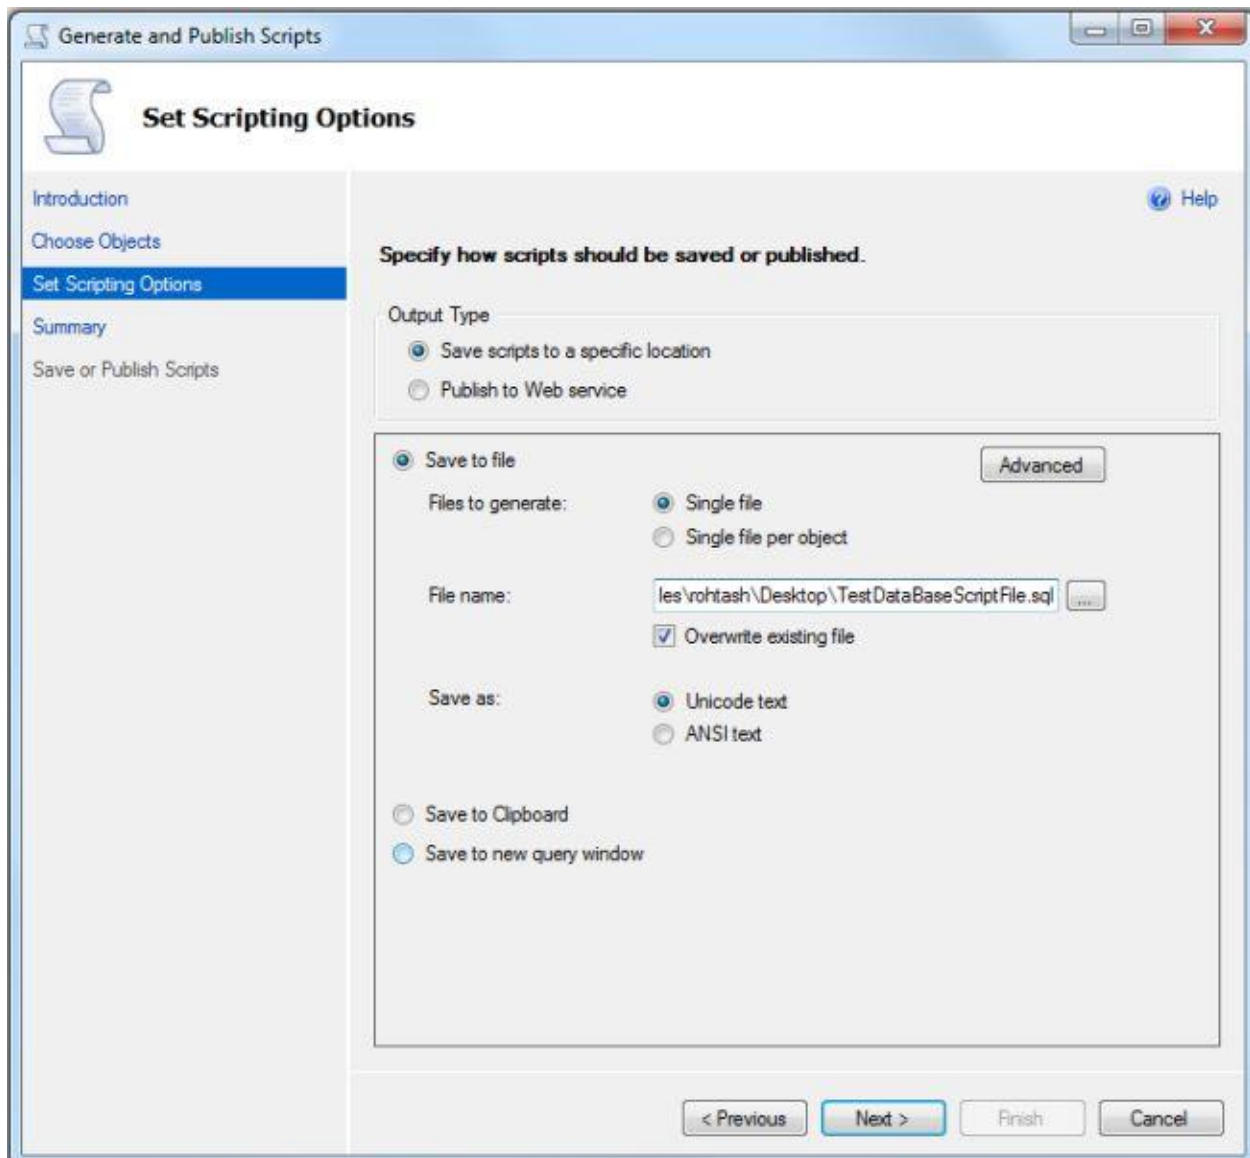 Generate and Publish Scripts
Set Scripting Options
Introduction
Choose Objects
Set Scripting Options
Summary
Save or Publish Scripts
Help
Specify how scripts should be saved or published.
Output Type
Save scripts to a specific location
Publish to Web service
Save to file
Advanced
Files to generate:
Single file
Single file per object
File name:
les\rohtash\Desktop\TestDataBaseScriptFile.sql
...
Overwrite existing file
Save as:
Unicode text
ANSI text
Save to Clipboard
Save to new query window
< Previous
Next >
Finish
Cancel